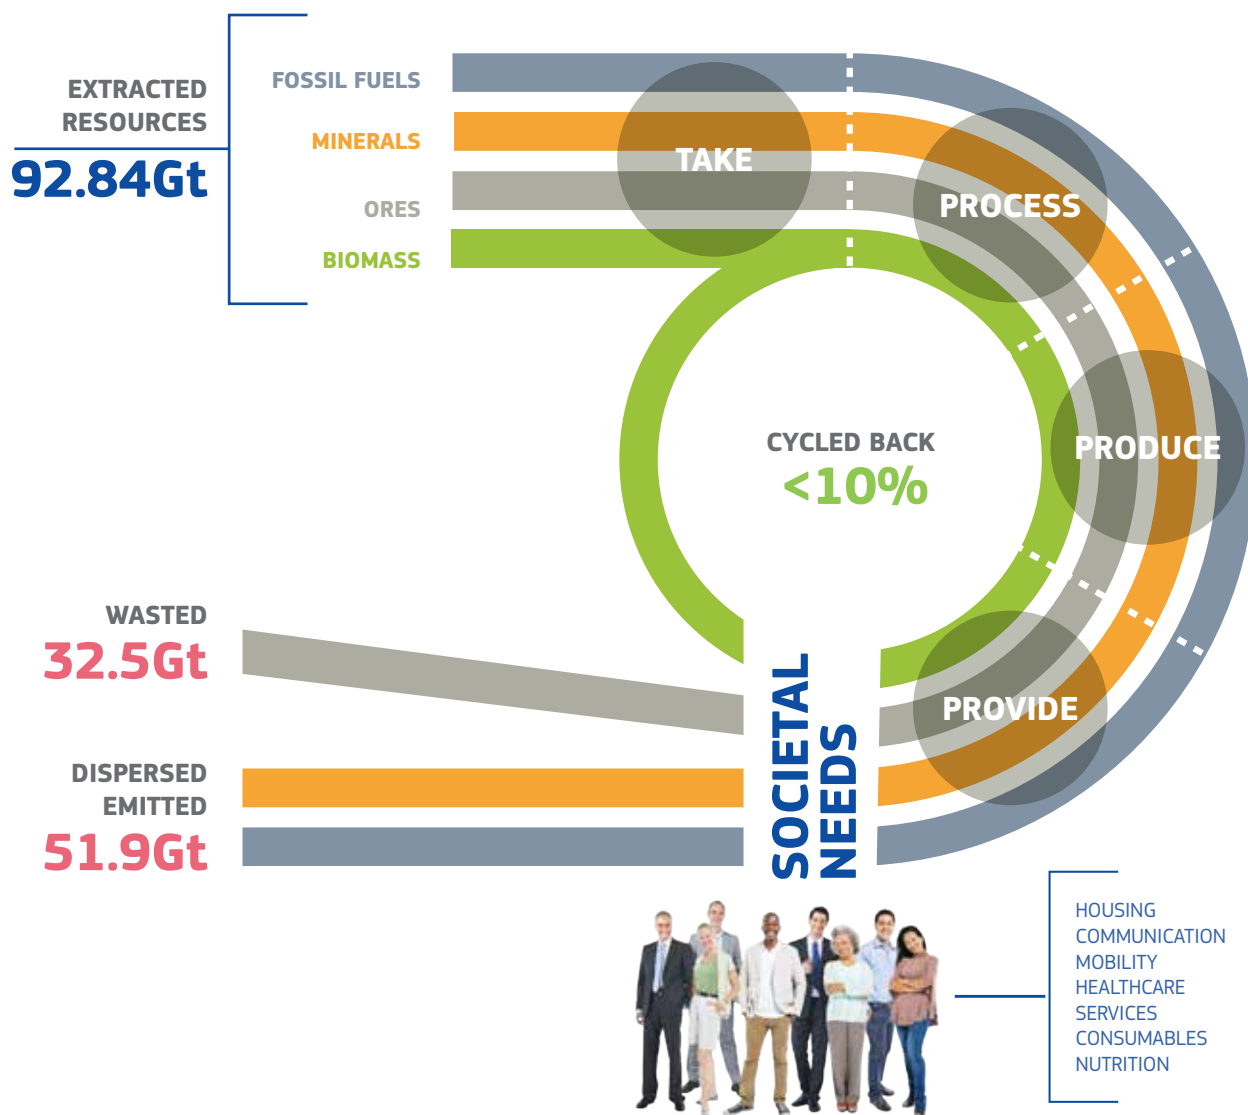 EXTRACTED
RESOURCES
92.84Gt
FOSSIL FUELS
MINERALS
ORES
BIOMASS
TAKE
PROCESS
PRODUCE
PROVIDE
CYCLED BACK
<10%
WASTED
32.5Gt
DISPERSED
EMITTED
51.9Gt
SOCIETAL
NEEDS
HOUSING
COMMUNICATION
MOBILITY
HEALTHCARE
SERVICES
CONSUMABLES
NUTRITION